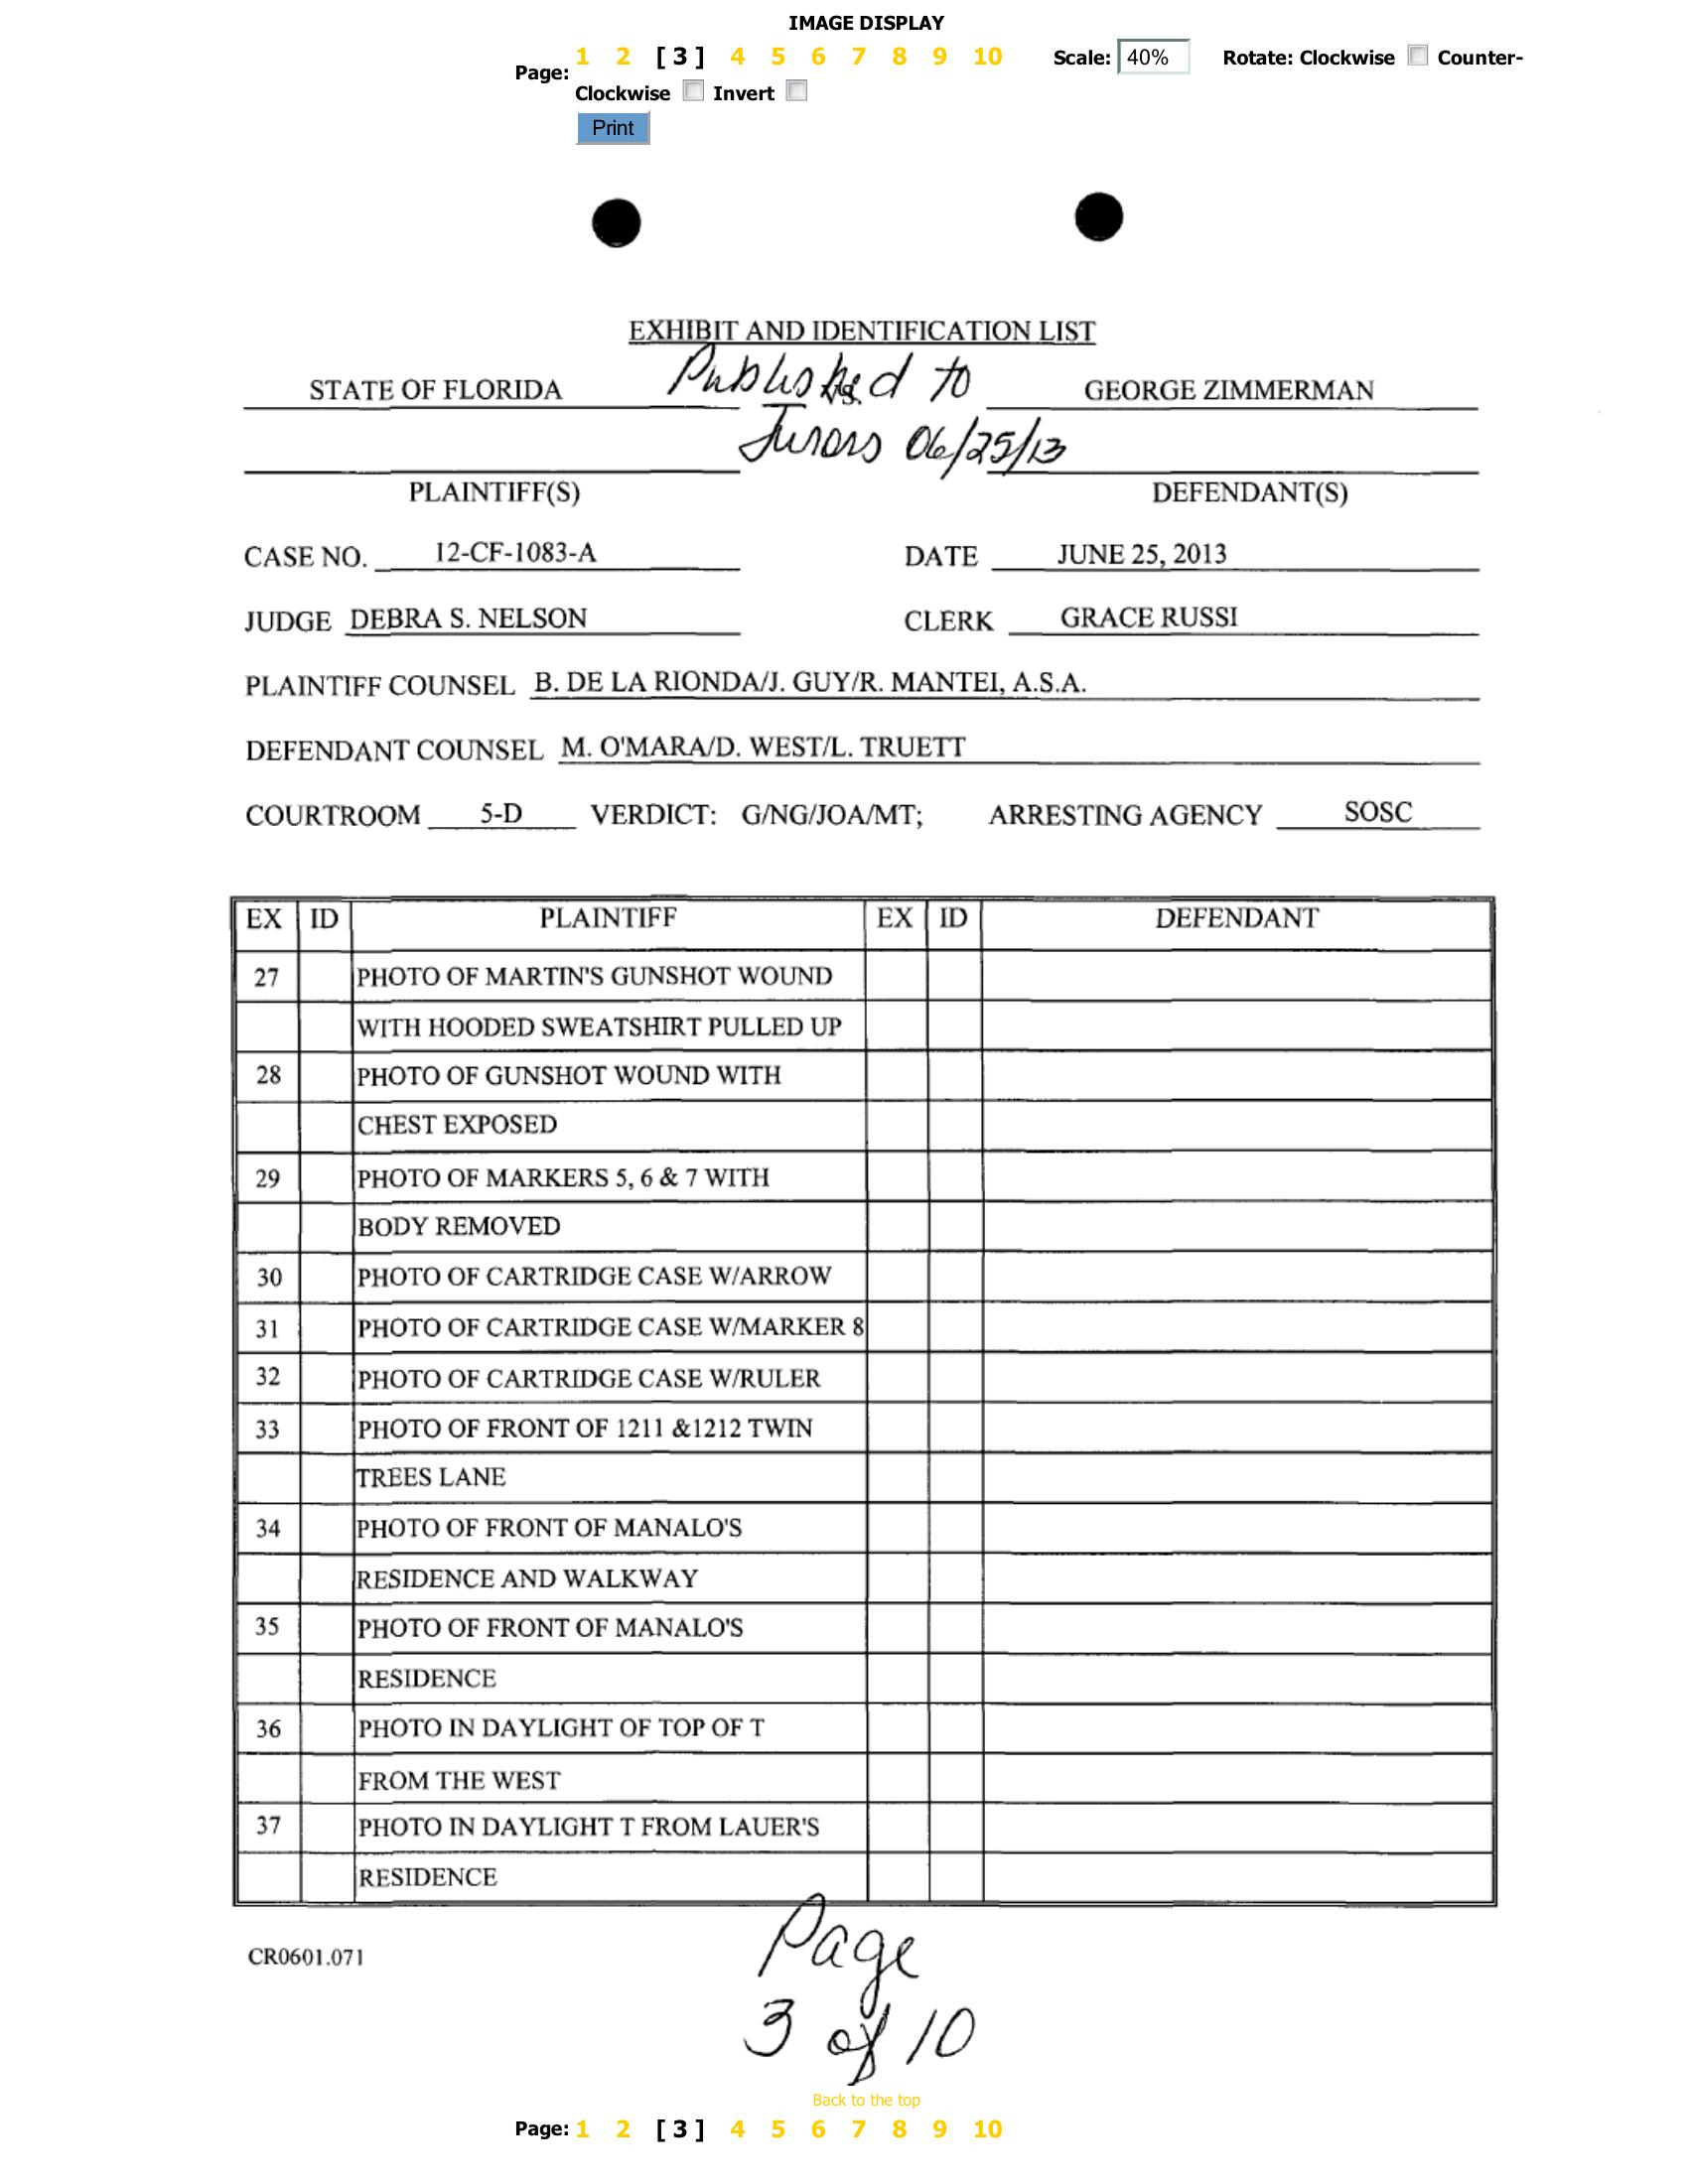 IMAGE DISPLAY
Page: 1 2 [ 3 ] 4 5 6 7 8 9 10 Scale: 40% Rotate: Clockwise Counter-
Clockwise Invert
Print
EXHIBIT AND IDENTIFICATION LIST
STATE OF FLORIDA Published to VS. GEORGE ZIMMERMAN
Jurors 06/25/13
PLAINTIFF(S) DEFENDANT(S)
CASE NO. 12-CF-1083-A DATE JUNE 25, 2013
JUDGE DEBRA S. NELSON CLERK GRACE RUSSI
PLAINTIFF COUNSEL B. DE LA RIONDA/J. GUY/R. MANTEI, A.S.A.
DEFENDANT COUNSEL M. O'MARA/D. WEST/L. TRUETT
COURTROOM 5-D VERDICT: G/NG/JOA/MT; ARRESTING AGENCY SOSC
EX ID PLAINTIFF EX ID DEFENDANT
27 PHOTO OF MARTIN'S GUNSHOT WOUND
WITH HOODED SWEATSHIRT PULLED UP
28 PHOTO OF GUNSHOT WOUND WITH
CHEST EXPOSED
29 PHOTO OF MARKERS 5, 6 & 7 WITH
BODY REMOVED
30 PHOTO OF CARTRIDGE CASE W/ARROW
31 PHOTO OF CARTRIDGE CASE W/MARKER 8
32 PHOTO OF CARTRIDGE CASE W/RULER
33 PHOTO OF FRONT OF 1211 &1212 TWIN
TREES LANE
34 PHOTO OF FRONT OF MANALO'S
RESIDENCE AND WALKWAY
35 PHOTO OF FRONT OF MANALO'S
RESIDENCE
36 PHOTO IN DAYLIGHT OF TOP OF T
FROM THE WEST
37 PHOTO IN DAYLIGHT T FROM LAUER'S
RESIDENCE
CR0601.071
Page
3 of 10
Back to the top
Page: 1 2 [ 3 ] 4 5 6 7 8 9 10